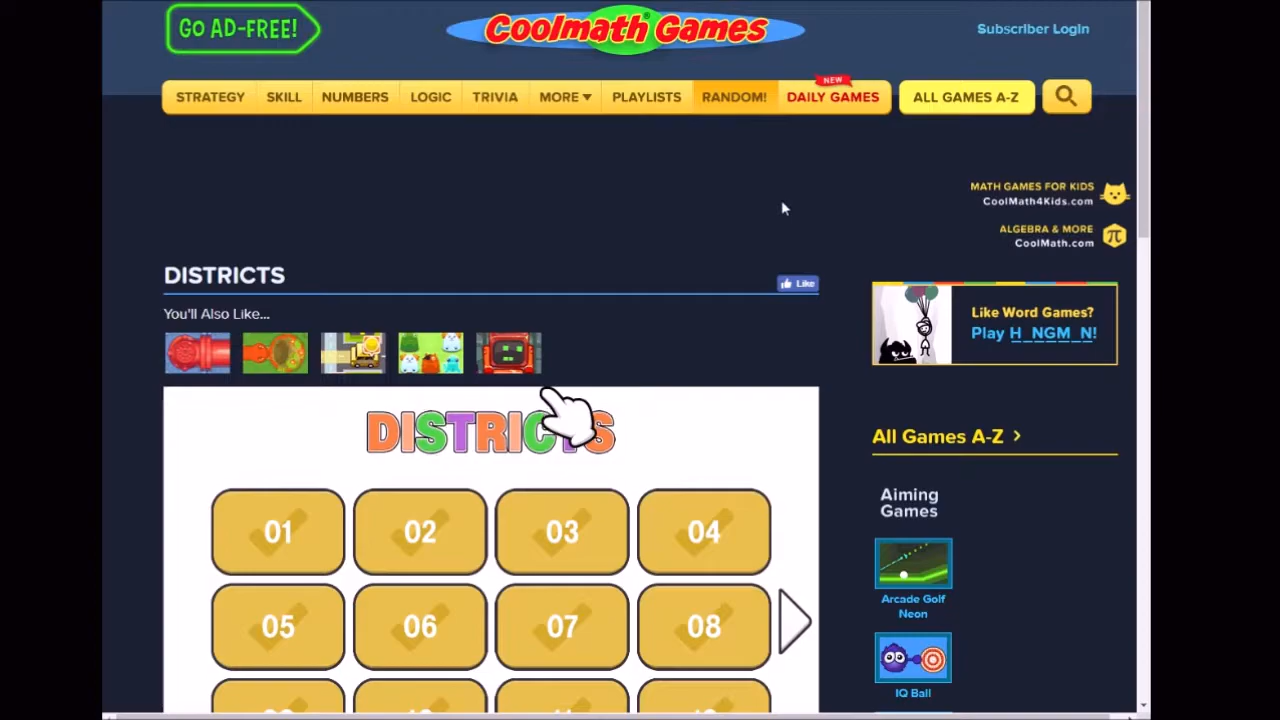 GO AD-FREE!
Coolmath Games
Subscriber Login
STRATEGY SKILL NUMBERS LOGIC TRIVIA MORE PLAYLISTS RANDOM! NEW DAILY GAMES ALL GAMES A-Z
MATH GAMES FOR KIDS
CoolMath4Kids.com
ALGEBRA & MORE
CoolMath.com
π
DISTRICTS
Like
You'll Also Like...
Like Word Games?
Play H_NGM_N!
DISTRICTS
All Games A-Z >
Aiming
Games
01 02 03 04
Arcade Golf
Neon
05 06 07 08
IQ Ball